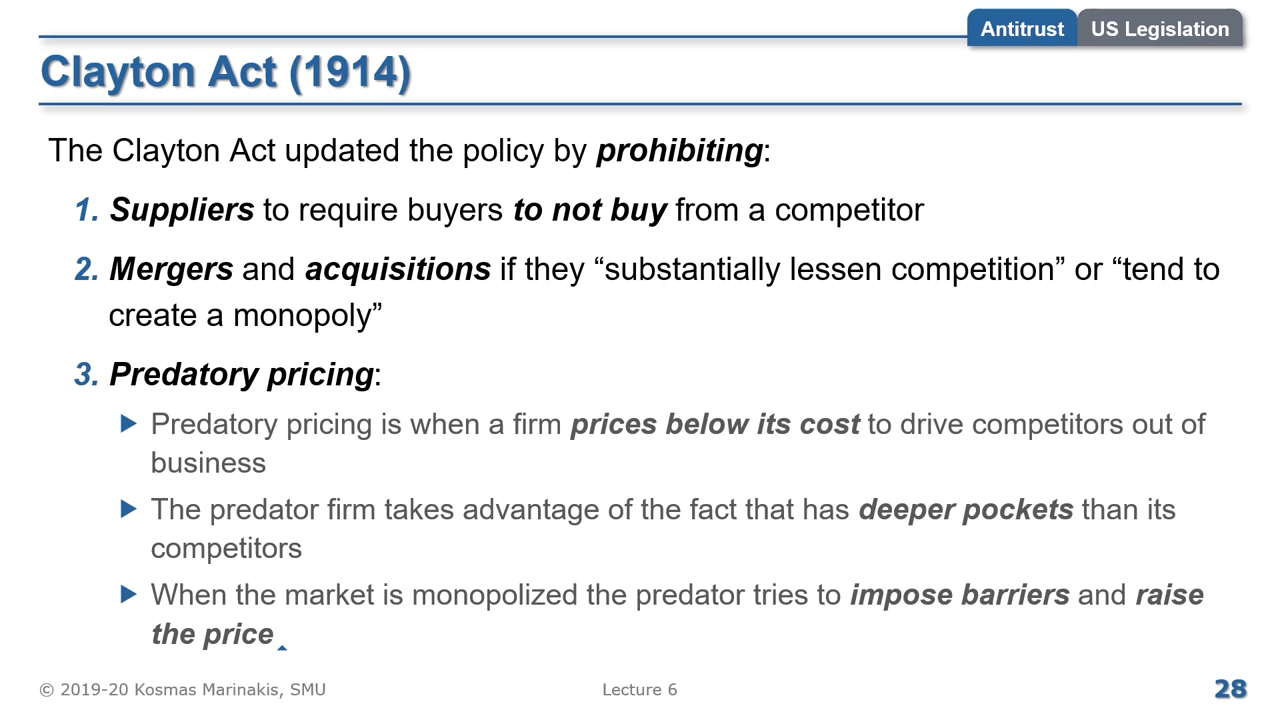 Antitrust US Legislation
Clayton Act (1914)
The Clayton Act updated the policy by prohibiting:
1. Suppliers to require buyers to not buy from a competitor
2. Mergers and acquisitions if they “substantially lessen competition” or “tend to
create a monopoly”
3. Predatory pricing:
Predatory pricing is when a firm prices below its cost to drive competitors out of
business
The predator firm takes advantage of the fact that has deeper pockets than its
competitors
When the market is monopolized the predator tries to impose barriers and raise
the price
© 2019-20 Kosmas Marinakis, SMU Lecture 6 28